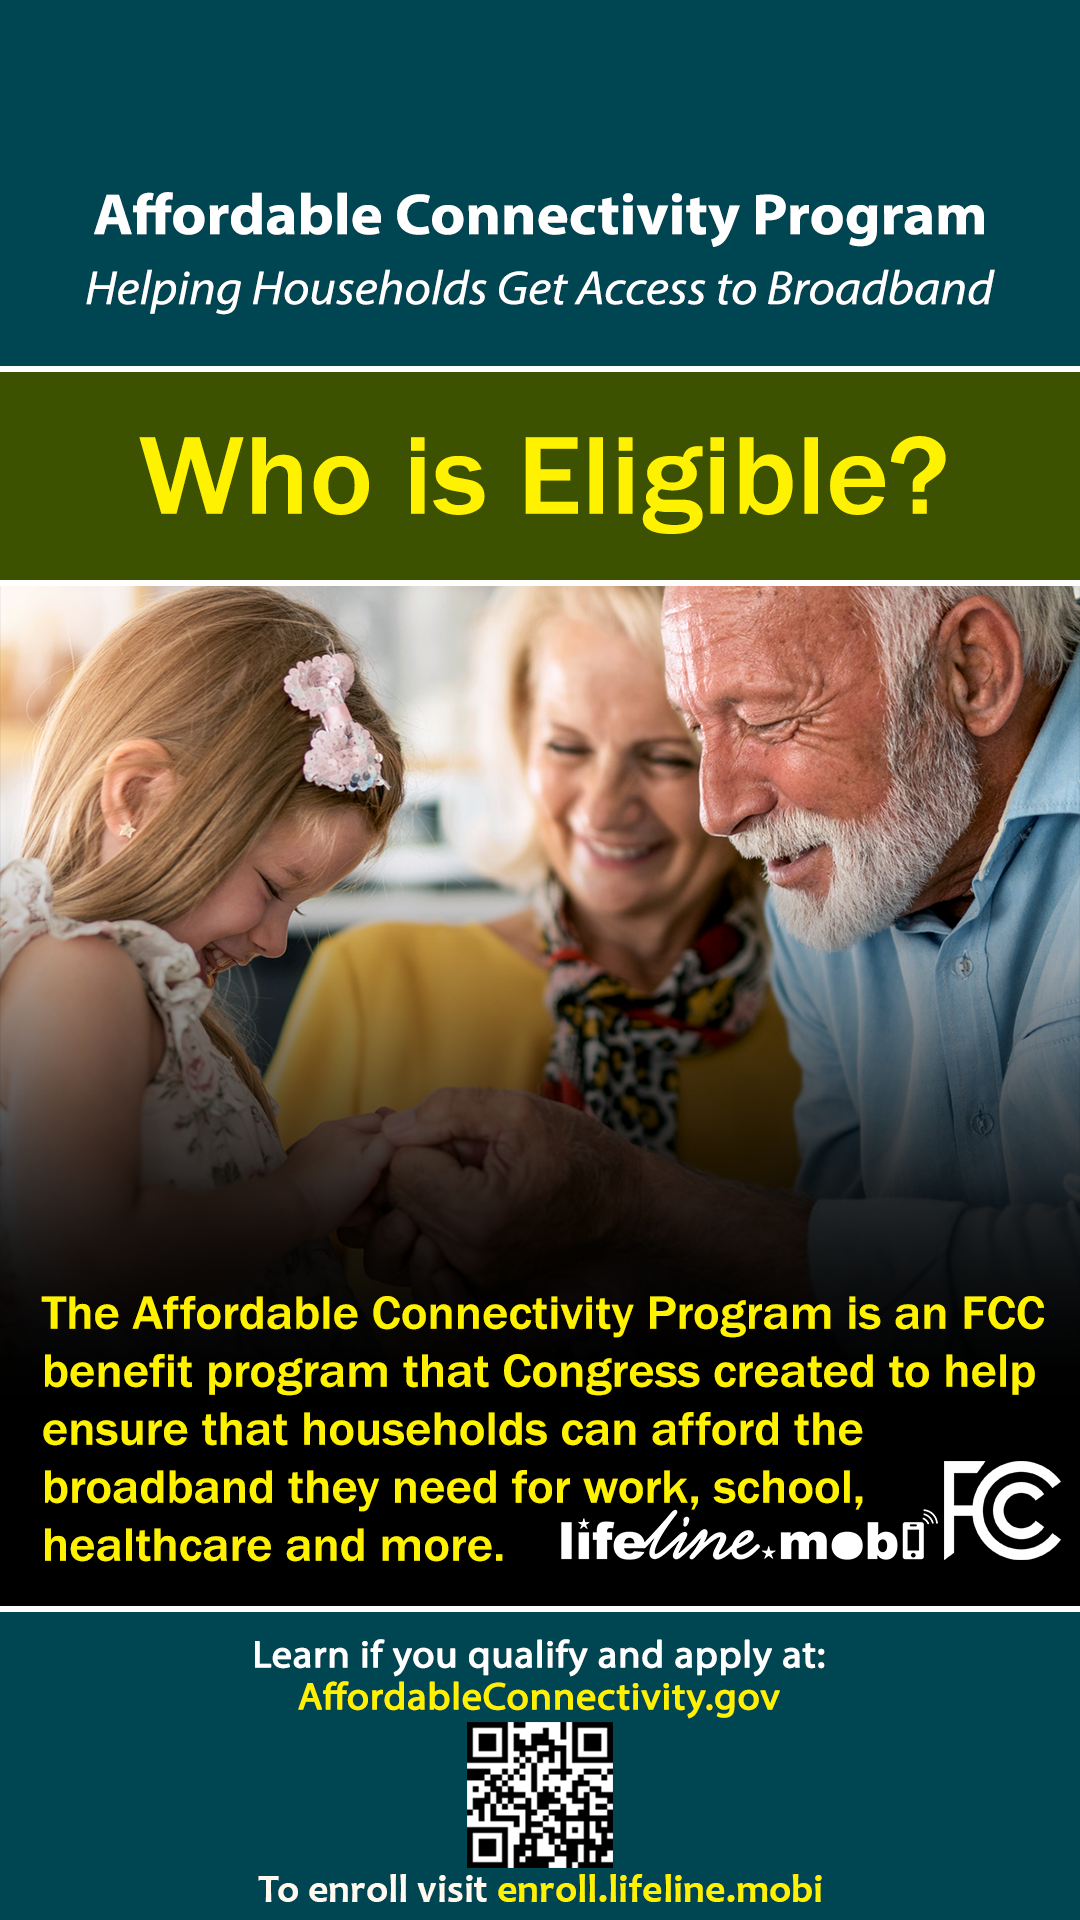 Affordable Connectivity Program
Helping Households Get Access to Broadband
Who is Eligible?
The Affordable Connectivity Program is an FCC
benefit program that Congress created to help
ensure that households can afford the
broadband they need for work, school,
healthcare and more.
lifeline.mobi
FCC
Learn if you qualify and apply at:
AffordableConnectivity.gov
To enroll visit enroll.lifeline.mobi